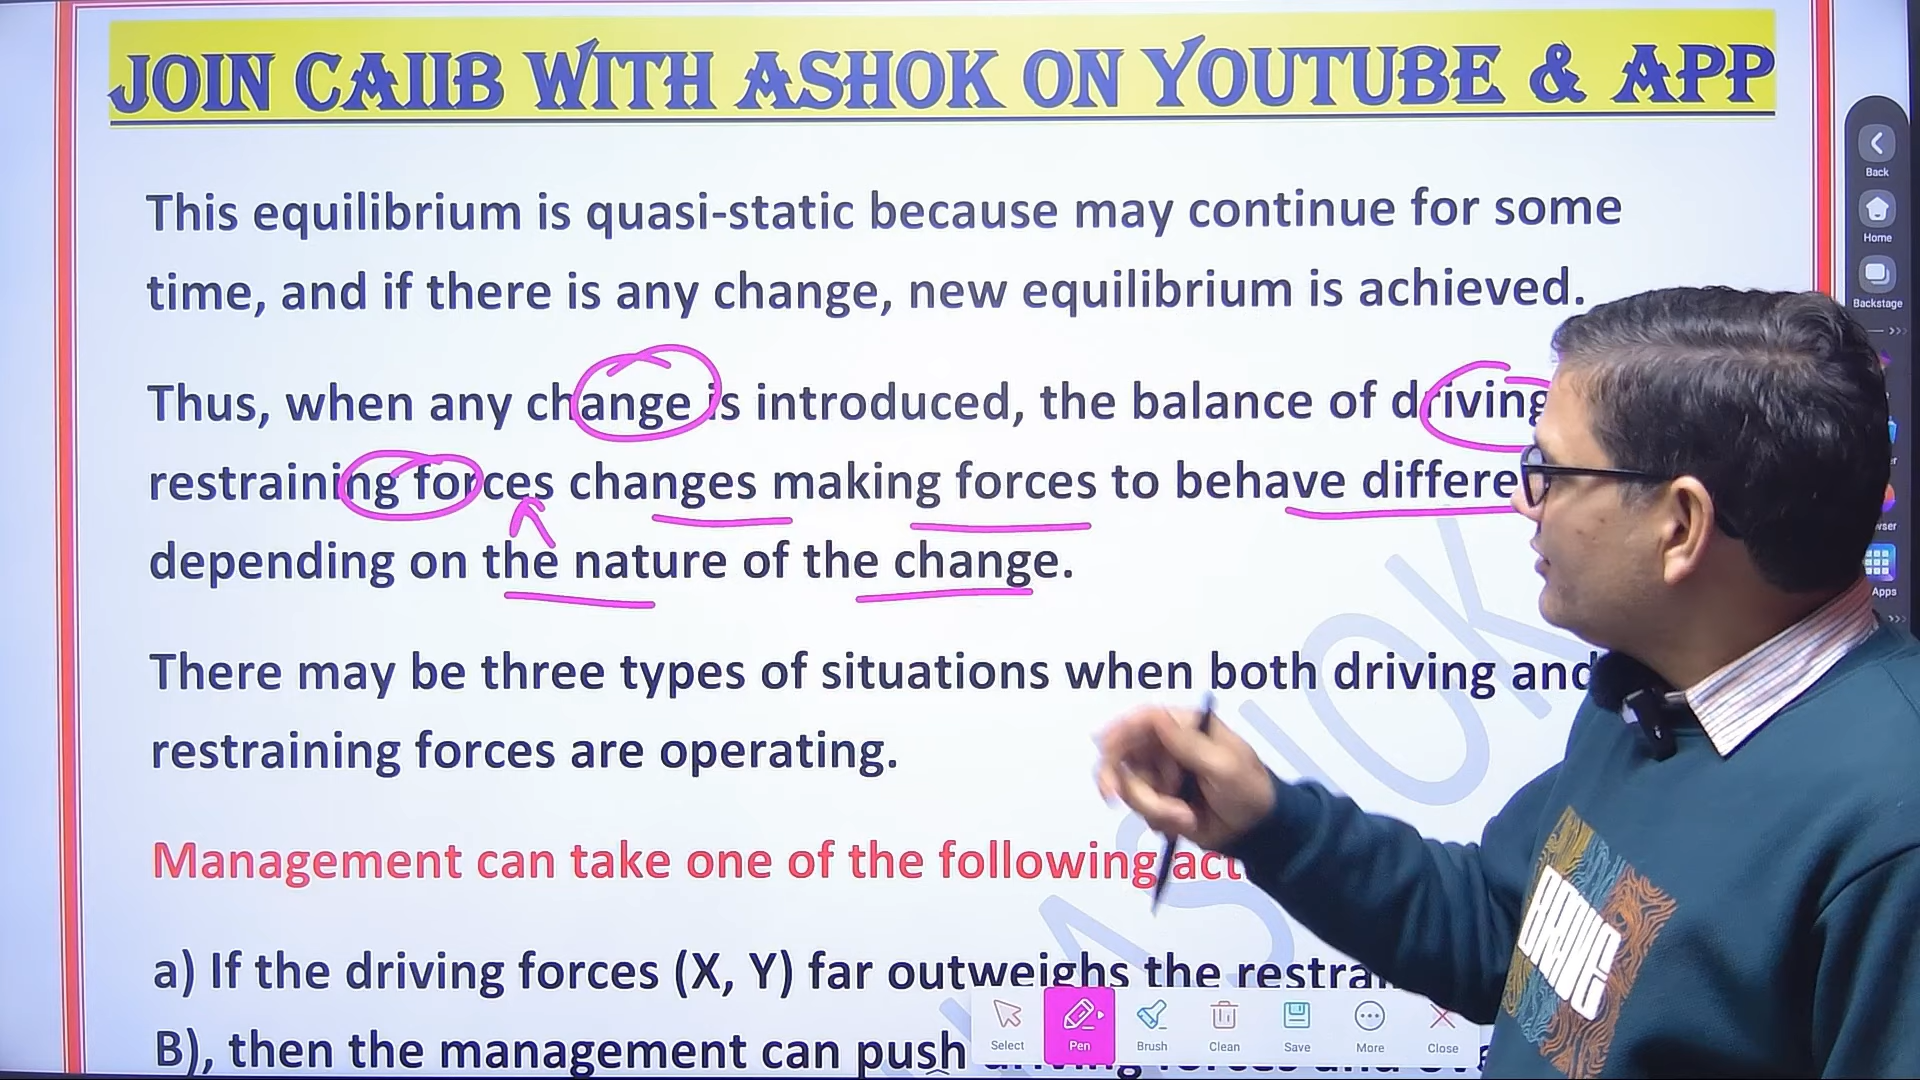 JOIN CAIIB WITH ASHOK ON YOUTUBE & APP
This equilibrium is quasi-static because may continue for some
time, and if there is any change, new equilibrium is achieved.
Thus, when any change is introduced, the balance of driving
restraining forces changes making forces to behave
depending on the nature of the change.
There may be three types of situations when both driving and
restraining forces are operating.
Management can take one of the following
a) If the driving forces (X, Y) far outweighs the
B), then the management can push driving forces and
ASHOK
Back
Home
Backstage
Apps
Select
Pen
Brush
Clean
Save
More
Close